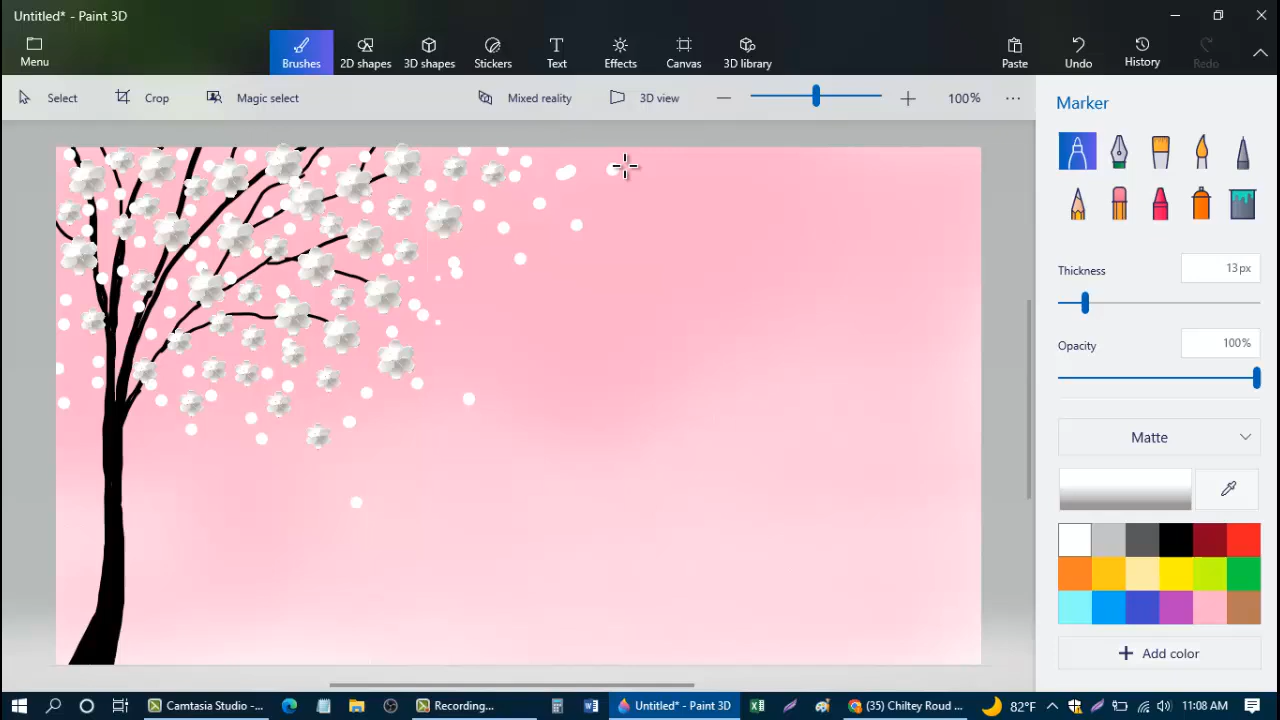 Untitled* - Paint 3D
Menu
Brushes
2D shapes
3D shapes
Stickers
Text
Effects
Canvas
3D library
Paste
Undo
History
Redo
Select
Crop
Magic select
Mixed reality
3D view
100%
Marker
Thickness
13px
Opacity
100%
Matte
Add color
Camtasia Studio -...
Recording...
Untitled* - Paint 3D
(35) Chiltey Roud ...
82°F
11:08 AM